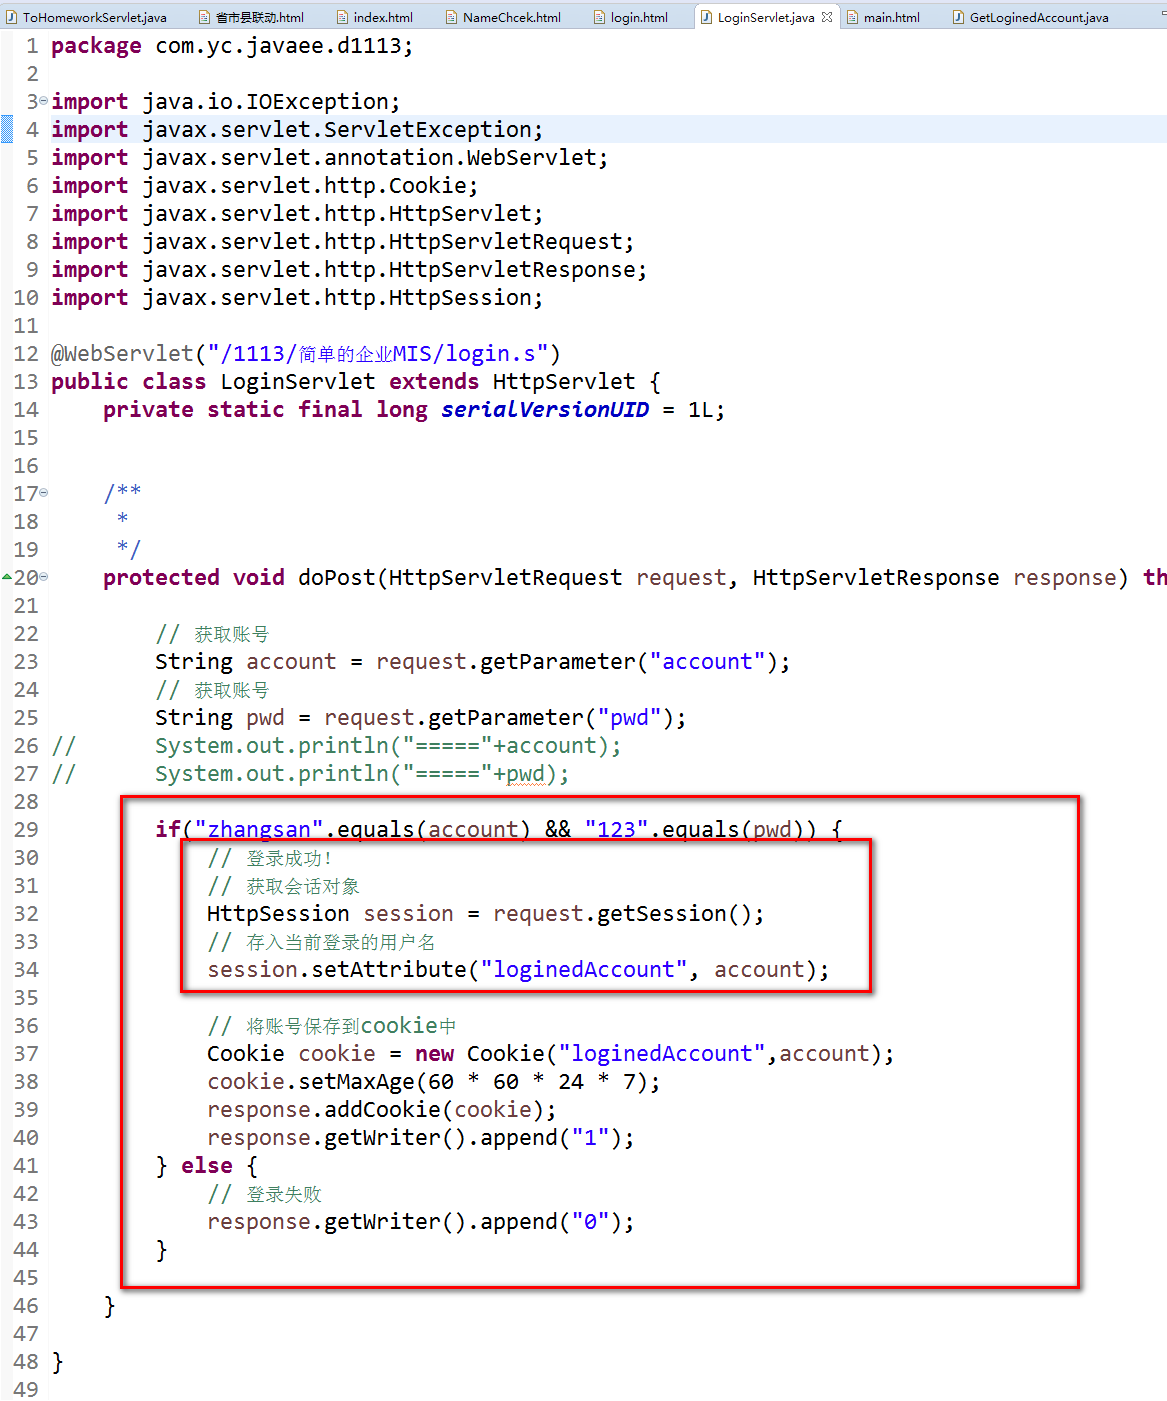 ToHomeworkServlet.java 省市县联动.html index.html NameChcek.html login.html LoginServlet.java main.html GetLoginedAccount.java
1 package com.yc.javaee.d1113;
2
3 import java.io.IOException;
4 import javax.servlet.ServletException;
5 import javax.servlet.annotation.WebServlet;
6 import javax.servlet.http.Cookie;
7 import javax.servlet.http.HttpServlet;
8 import javax.servlet.http.HttpServletRequest;
9 import javax.servlet.http.HttpServletResponse;
10 import javax.servlet.http.HttpSession;
11
12 @WebServlet("/1113/简单的企业MIS/login.s")
13 public class LoginServlet extends HttpServlet {
14 private static final long serialVersionUID = 1L;
15
16
17 /**
18 *
19 */
20 protected void doPost(HttpServletRequest request, HttpServletResponse response) th
21
22 // 获取账号
23 String account = request.getParameter("account");
24 // 获取账号
25 String pwd = request.getParameter("pwd");
26 // System.out.println("====="+account);
27 // System.out.println("====="+pwd);
28
29 if("zhangsan".equals(account) && "123".equals(pwd)) {
30 // 登录成功！
31 // 获取会话对象
32 HttpSession session = request.getSession();
33 // 存入当前登录的用户名
34 session.setAttribute("loginedAccount", account);
35
36 // 将账号保存到cookie中
37 Cookie cookie = new Cookie("loginedAccount",account);
38 cookie.setMaxAge(60 * 60 * 24 * 7);
39 response.addCookie(cookie);
40 response.getWriter().append("1");
41 } else {
42 // 登录失败
43 response.getWriter().append("0");
44 }
45
46 }
47
48 }
49